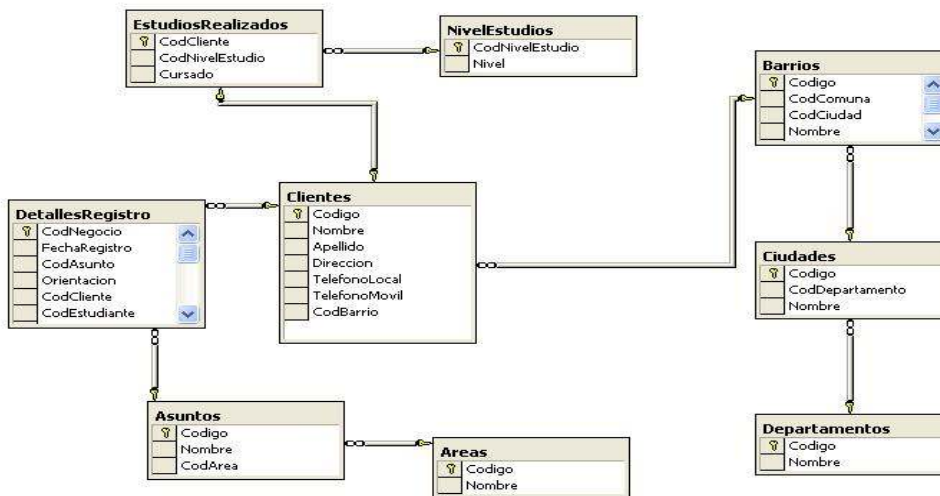 EstudiosRealizados
CodCliente
CodNivelEstudio
Cursado
NivelEstudios
CodNivelEstudio
Nivel
Barrios
Codigo
CodComuna
CodCiudad
Nombre
DetallesRegistro
CodNegocio
FechaRegistro
CodAsunto
Orientacion
CodCliente
CodEstudiante
Clientes
Codigo
Nombre
Apellido
Direccion
TelefonoLocal
TelefonoMovil
CodBarrio
Ciudades
Codigo
CodDepartamento
Nombre
Asuntos
Codigo
Nombre
CodArea
Areas
Codigo
Nombre
Departamentos
Codigo
Nombre